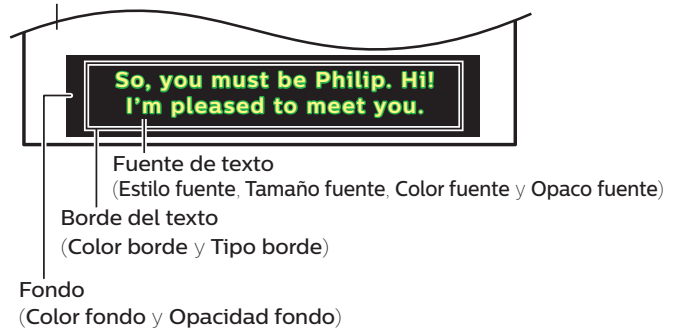 So, you must be Philip. Hi!
I’m pleased to meet you.
Fuente de texto
(Estilo fuente, Tamaño fuente, Color fuente y Opaco fuente)
Borde del texto
(Color borde y Tipo borde)
Fondo
(Color fondo y Opacidad fondo)